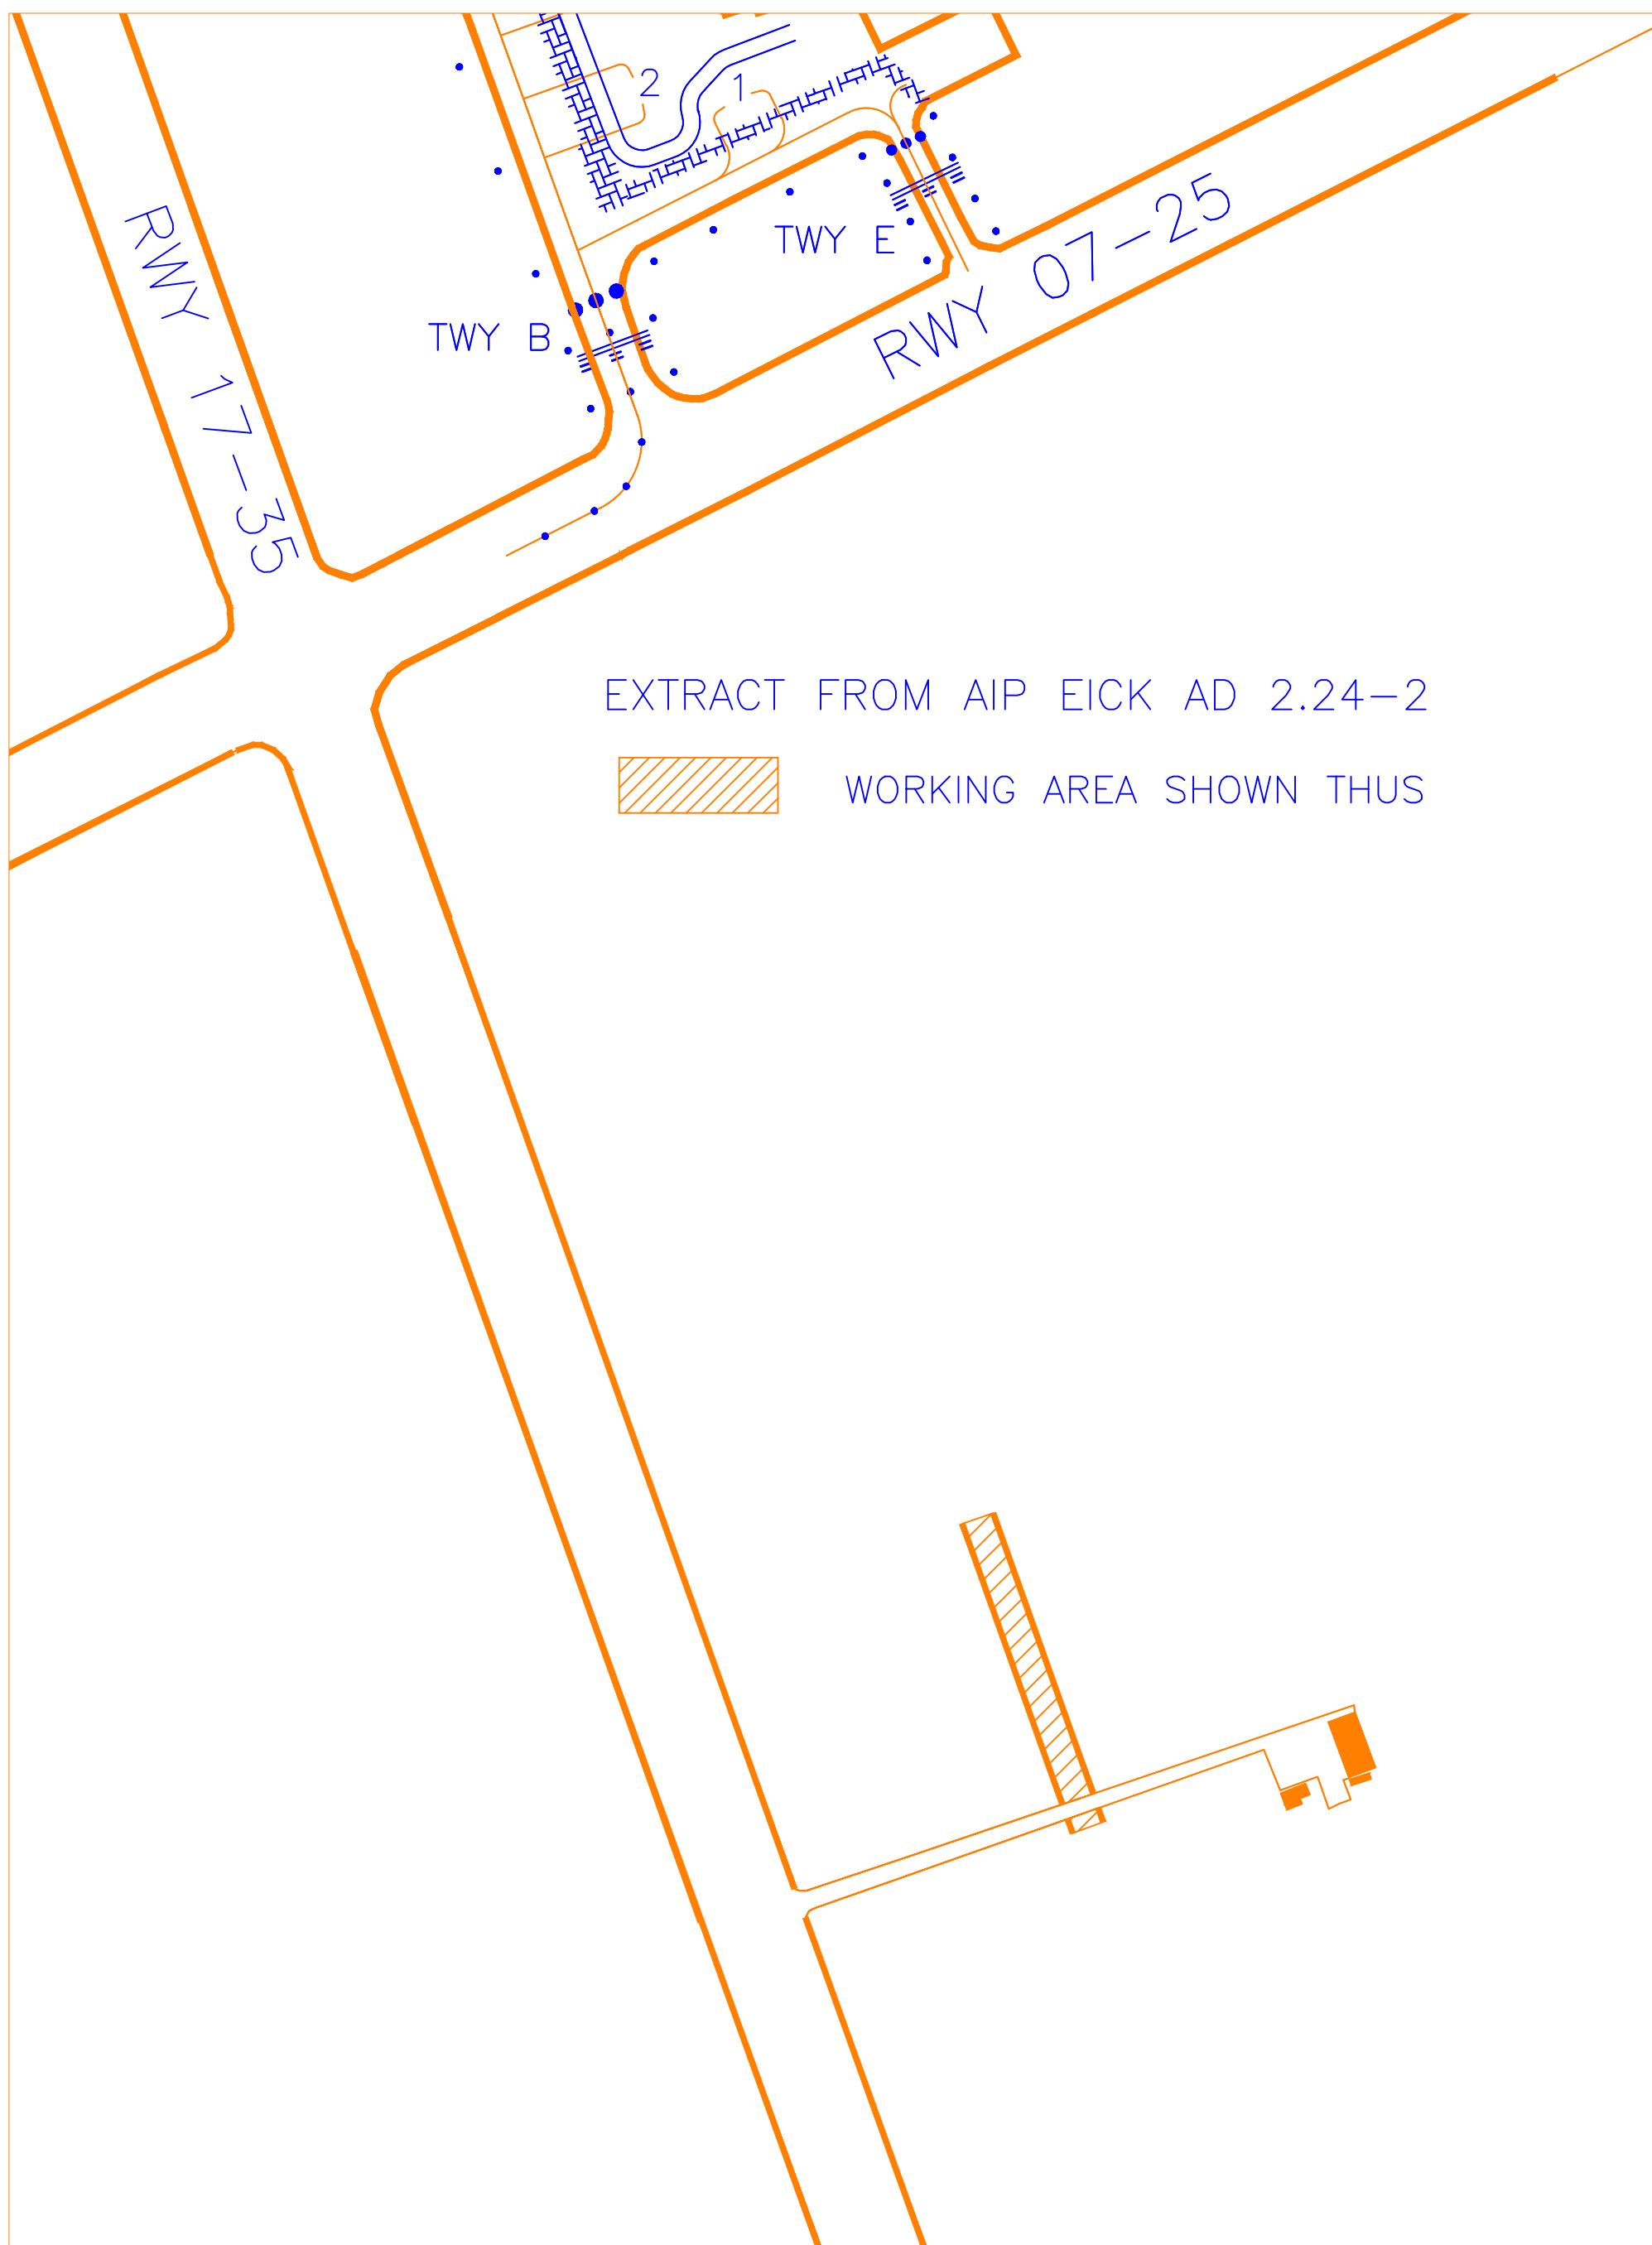 2
1
RWY 17-35
TWY E
RWY 07-25
TWY B
EXTRACT FROM AIP EICK AD 2.24-2
WORKING AREA SHOWN THUS